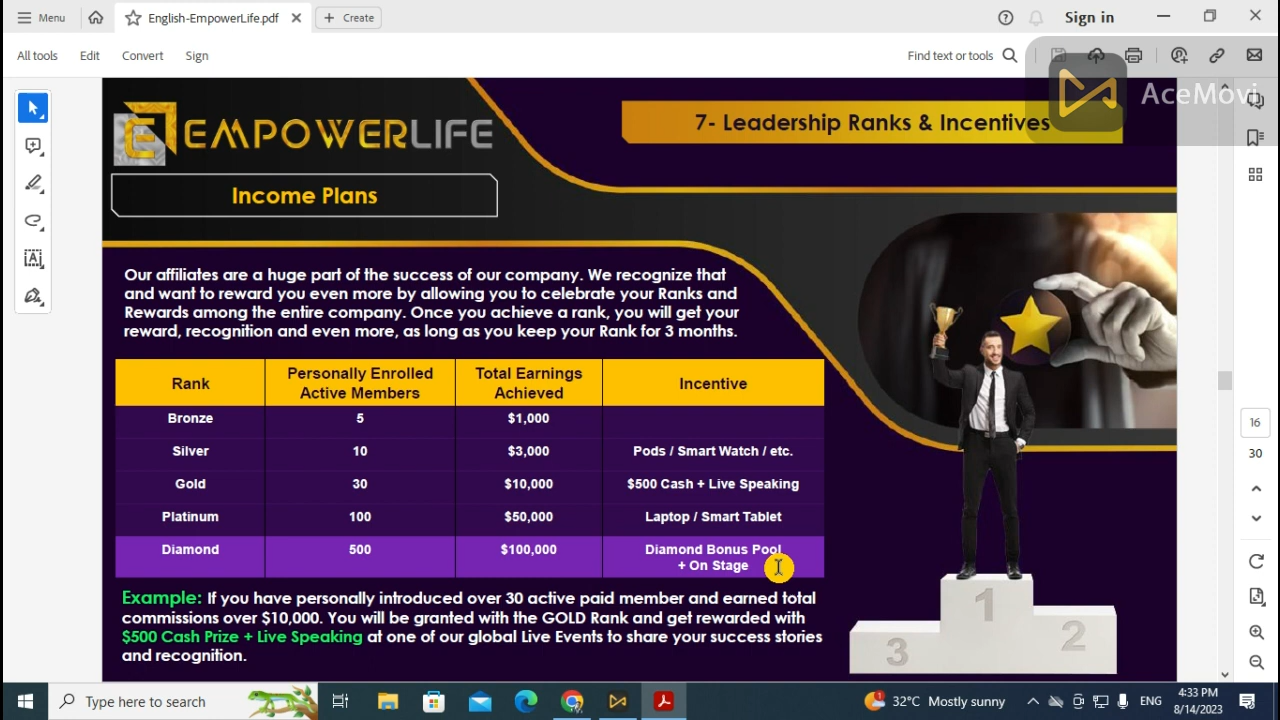 Menu
English-EmpowerLife.pdf
Create
Sign in
All tools
Edit
Convert
Sign
Find text or tools
AceMovi
EMPOWERLIFE
7- Leadership Ranks & Incentives
Income Plans
Our affiliates are a huge part of the success of our company. We recognize that
and want to reward you even more by allowing you to celebrate your Ranks and
Rewards among the entire company. Once you achieve a rank, you will get your
reward, recognition and even more, as long as you keep your Rank for 3 months.
Rank
Personally Enrolled
Active Members
Total Earnings
Achieved
Incentive
Bronze 5 $1,000
Silver 10 $3,000 Pods / Smart Watch / etc.
Gold 30 $10,000 $500 Cash + Live Speaking
Platinum 100 $50,000 Laptop / Smart Tablet
Diamond 500 $100,000 Diamond Bonus Pool
+ On Stage
Example: If you have personally introduced over 30 active paid member and earned total
commissions over $10,000. You will be granted with the GOLD Rank and get rewarded with
$500 Cash Prize + Live Speaking at one of our global Live Events to share your success stories
and recognition.
1
2
3
16
30
Type here to search
1
32°C Mostly sunny
ENG
4:33 PM
8/14/2023